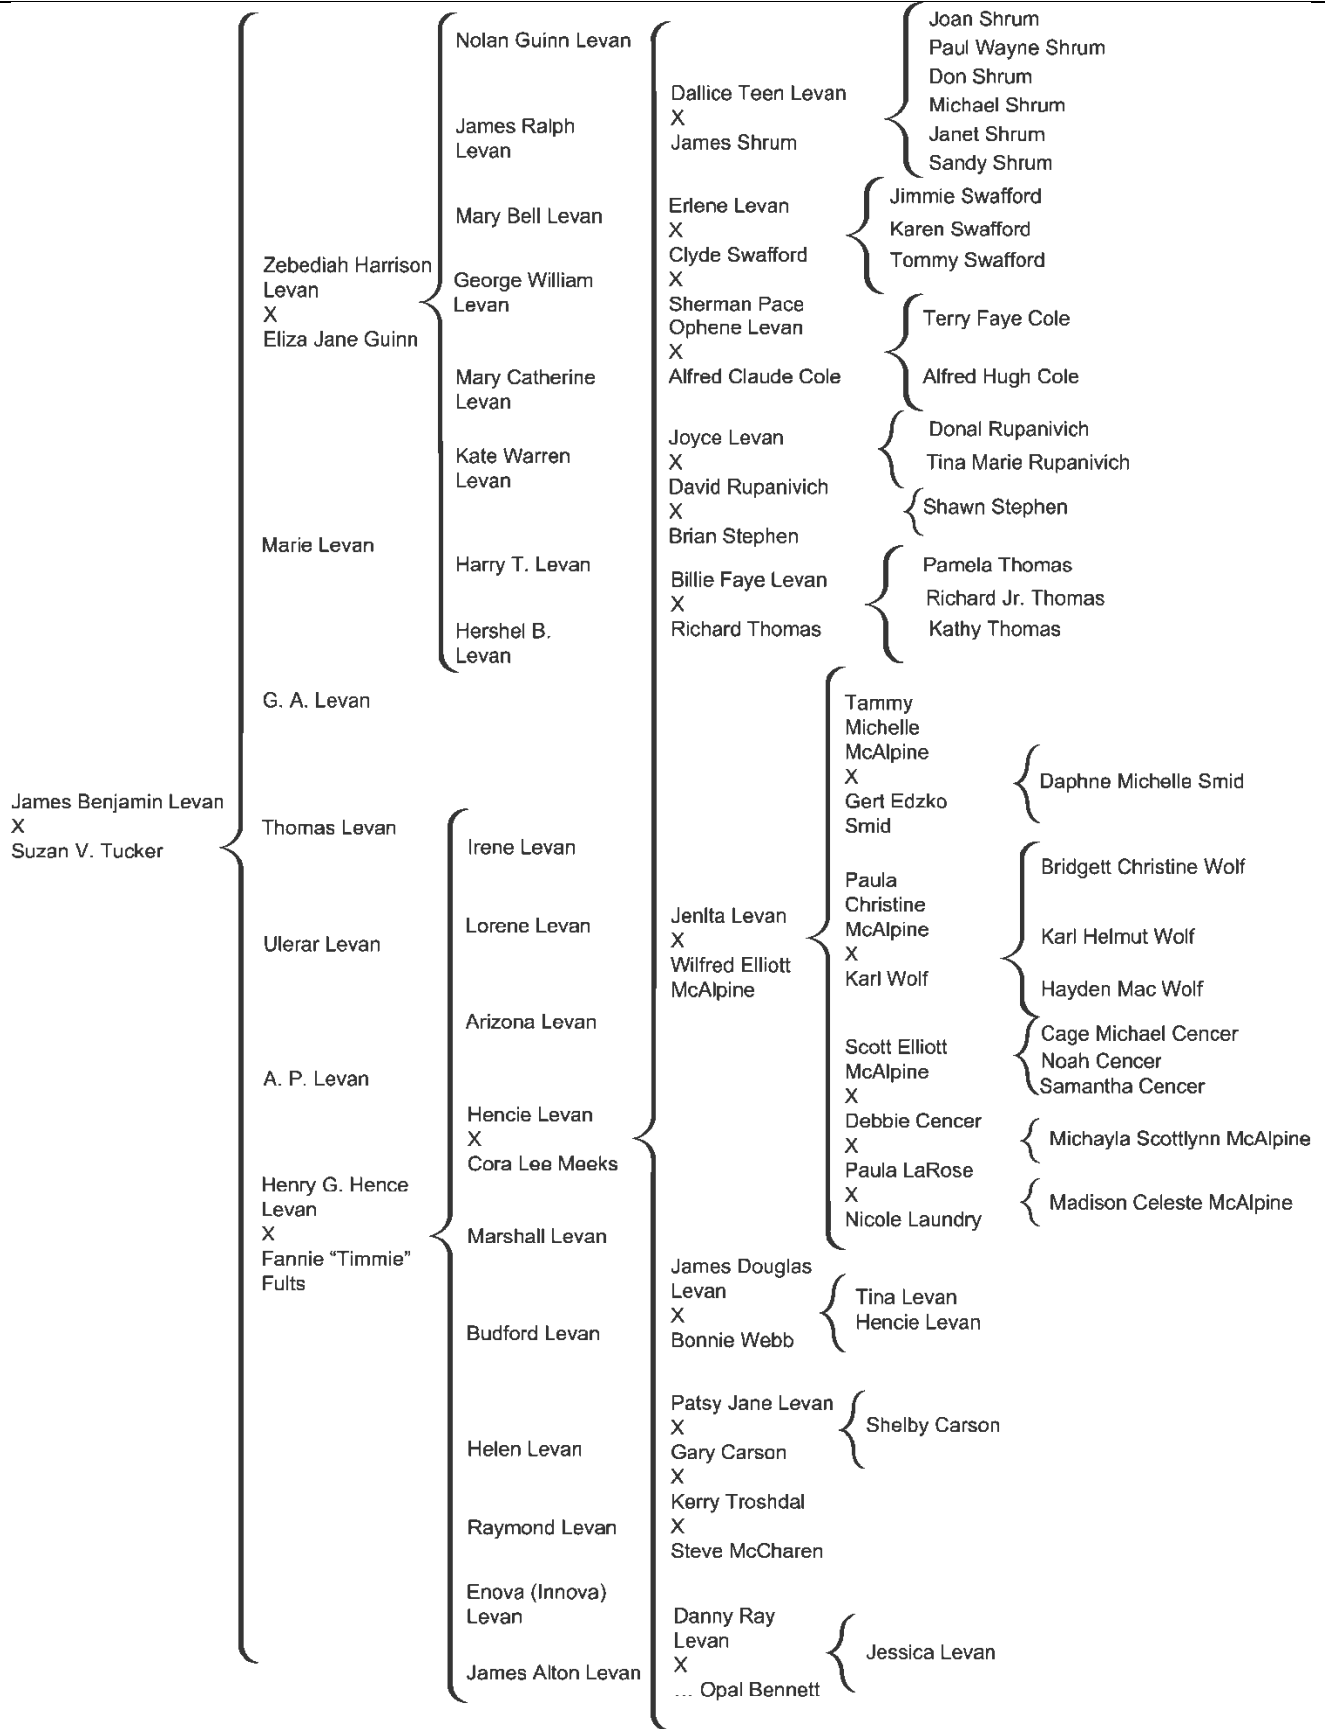 James Benjamin Levan
X
Suzan V. Tucker
Zebediah Harrison
Levan
X
Eliza Jane Guinn
Marie Levan
G. A. Levan
Thomas Levan
Ulerar Levan
A. P. Levan
Henry G. Hence
Levan
X
Fannie “Timmie”
Fults
Nolan Guinn Levan
James Ralph
Levan
Mary Bell Levan
George William
Levan
Mary Catherine
Levan
Kate Warren
Levan
Harry T. Levan
Hershel B.
Levan
Irene Levan
Lorene Levan
Arizona Levan
Hencie Levan
X
Cora Lee Meeks
Marshall Levan
Budford Levan
Helen Levan
Raymond Levan
Enova (Innova)
Levan
James Alton Levan
Dallice Teen Levan
X
James Shrum
Erlene Levan
X
Clyde Swafford
X
Sherman Pace
Ophene Levan
X
Alfred Claude Cole
Joyce Levan
X
David Rupanivich
X
Brian Stephen
Billie Faye Levan
X
Richard Thomas
JenIta Levan
X
Wilfred Elliott
McAlpine
James Douglas
Levan
X
Bonnie Webb
Patsy Jane Levan
X
Gary Carson
X
Kerry Troshdal
X
Steve McCharen
Danny Ray
Levan
X
... Opal Bennett
Joan Shrum
Paul Wayne Shrum
Don Shrum
Michael Shrum
Janet Shrum
Sandy Shrum
Jimmie Swafford
Karen Swafford
Tommy Swafford
Terry Faye Cole
Alfred Hugh Cole
Donal Rupanivich
Tina Marie Rupanivich
Shawn Stephen
Pamela Thomas
Richard Jr. Thomas
Kathy Thomas
Tammy
Michelle
McAlpine
X
Gert Edzko
Smid
Paula
Christine
McAlpine
X
Karl Wolf
Scott Elliott
McAlpine
X
Debbie Cencer
X
Paula LaRose
X
Nicole Laundry
Tina Levan
Hencie Levan
Shelby Carson
Jessica Levan
Daphne Michelle Smid
Bridgett Christine Wolf
Karl Helmut Wolf
Hayden Mac Wolf
Cage Michael Cencer
Noah Cencer
Samantha Cencer
Michayla Scottlynn McAlpine
Madison Celeste McAlpine